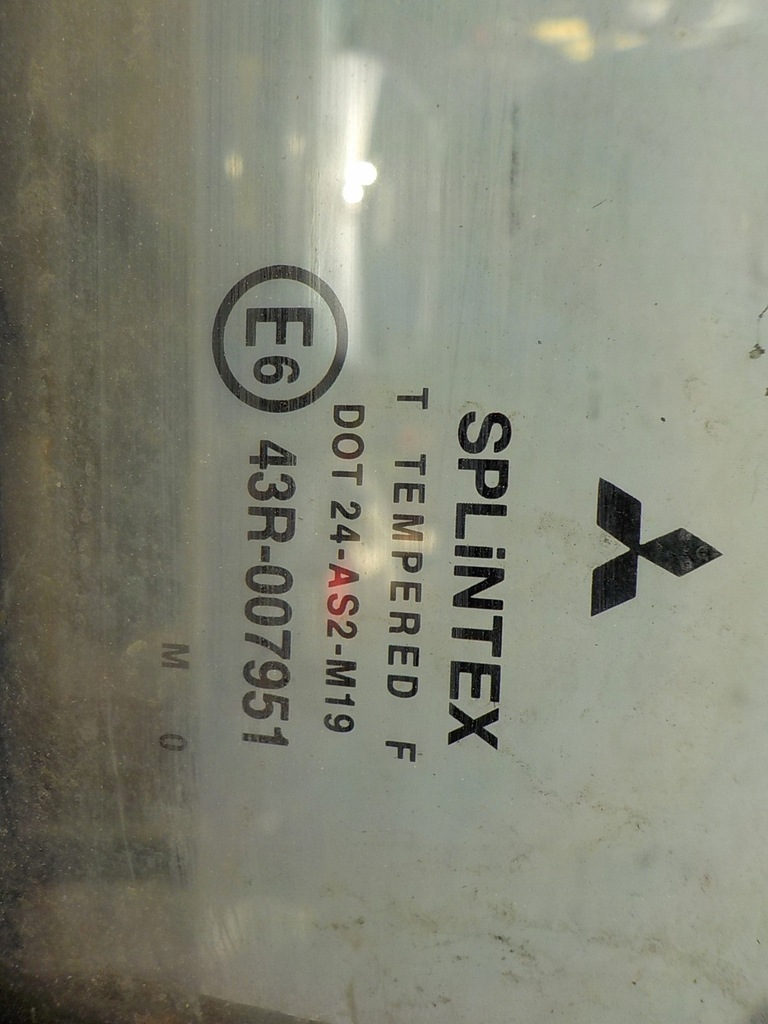 SPLiNTEX
T TEMPERED F
DOT 24-AS2-M19
E6 43R-007951
M O